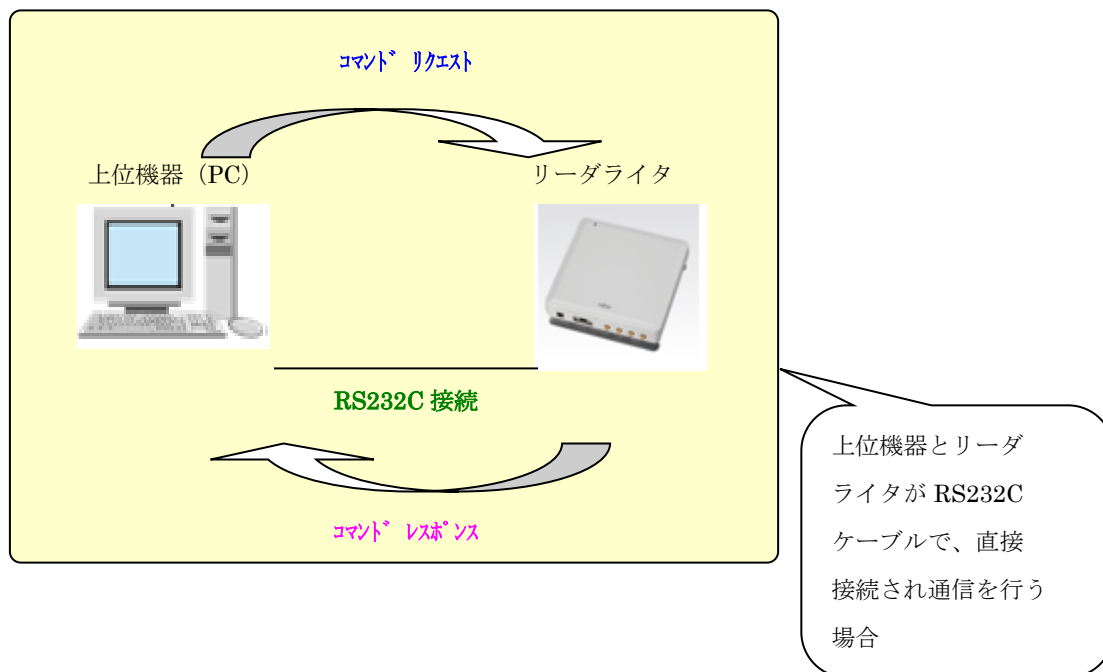 ｺﾏﾝﾄﾞ ﾘｸｴｽﾄ
上位機器（PC）
リーダライタ
RS232C 接続
ｺﾏﾝﾄﾞ ﾚｽﾎﾟﾝｽ
上位機器とリーダ
ライタが RS232C
ケーブルで、直接
接続され通信を行う
場合